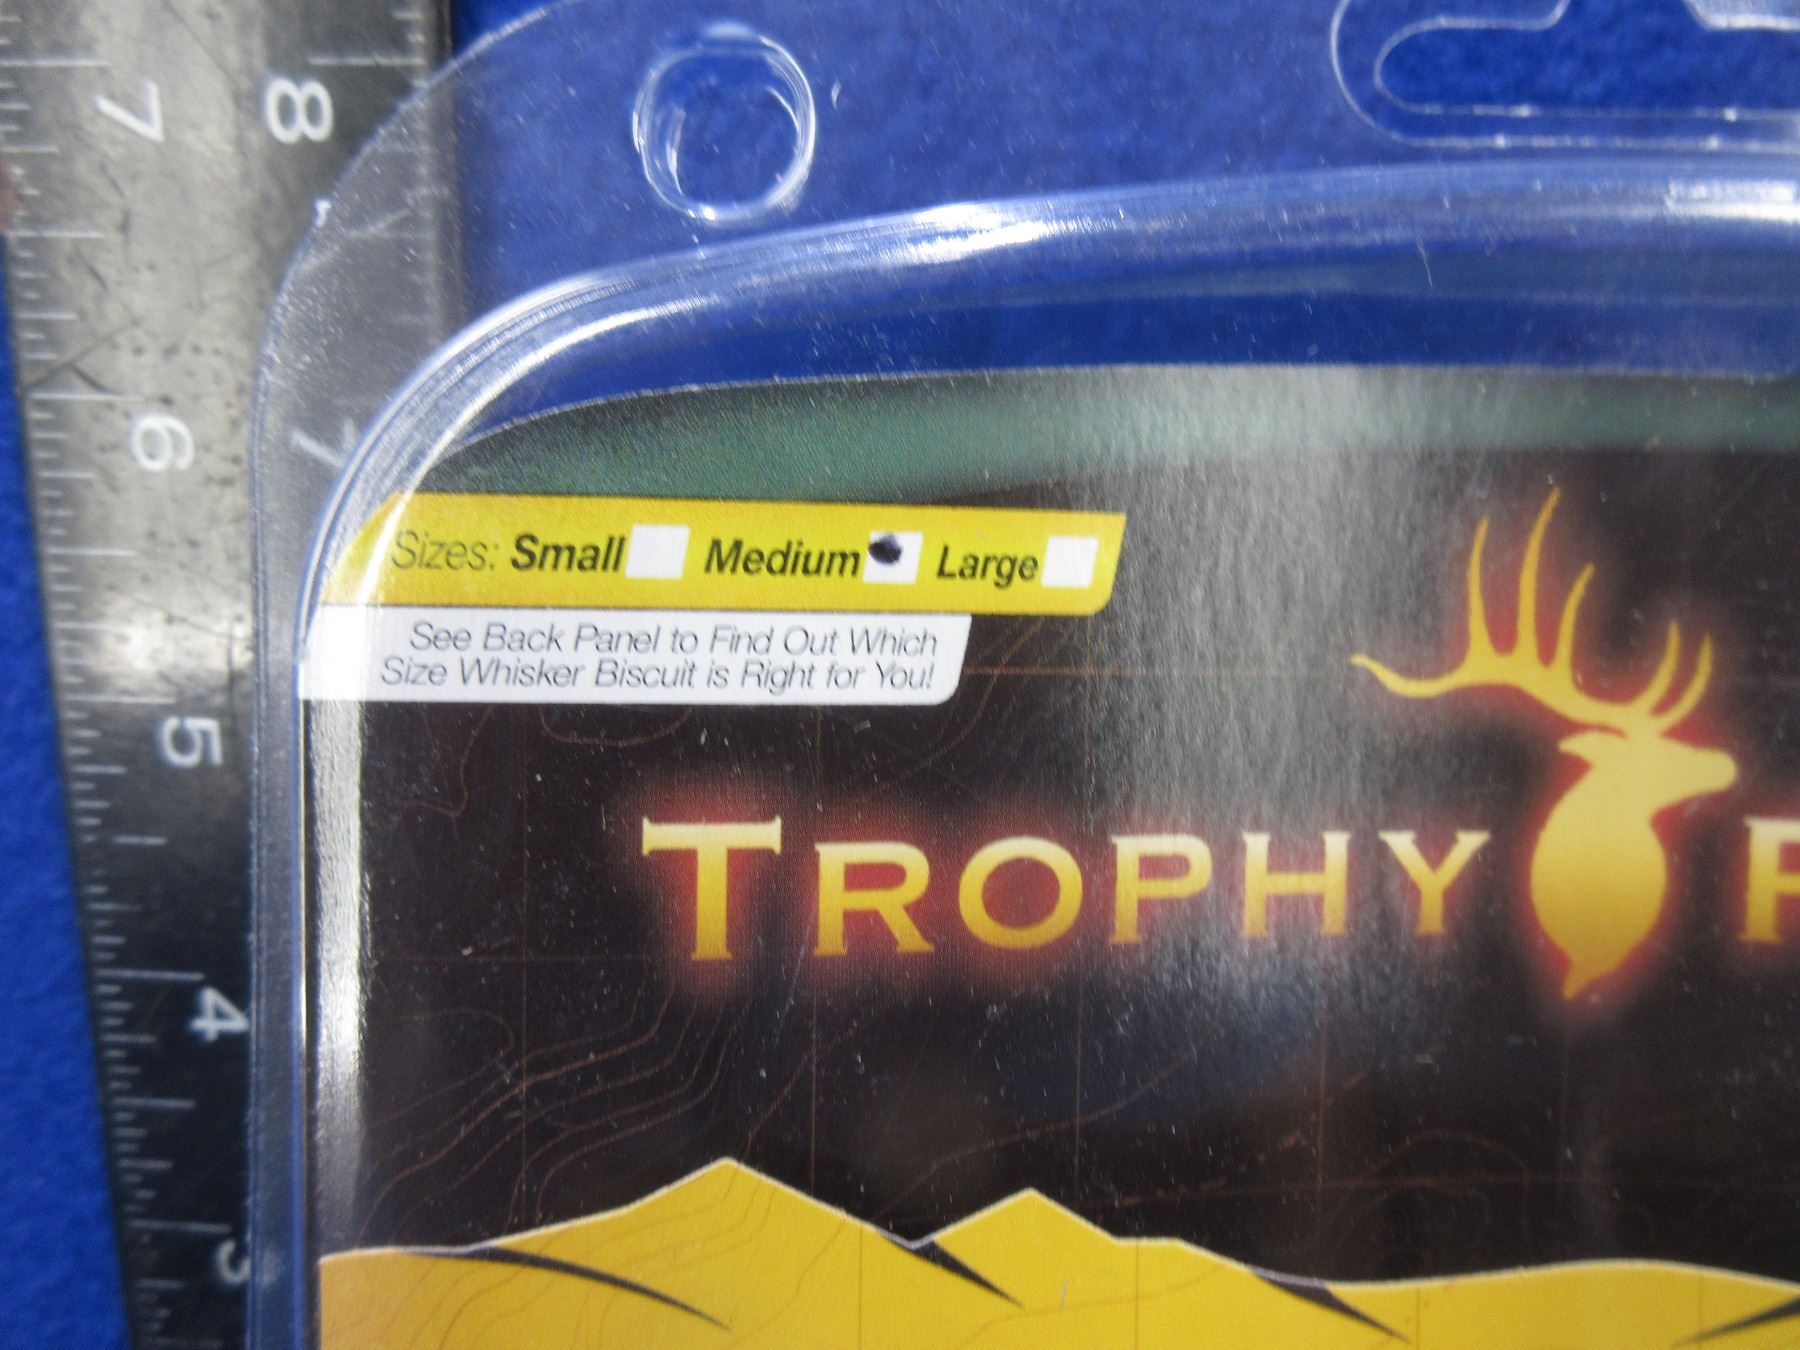 7 8
6
5
4
3
Sizes: Small Medium Large
See Back Panel to Find Out Which
Size Whisker Biscuit is Right for You!
TROPHY